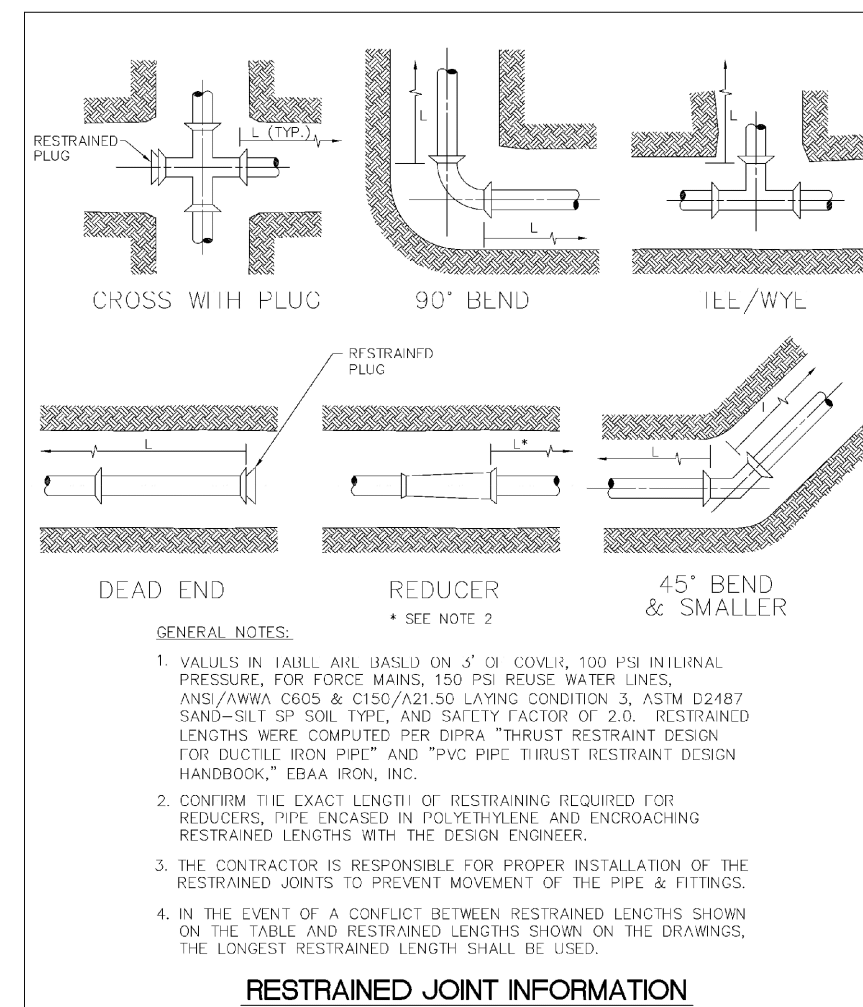 RESTRAINED PLUG
L (TYP.)
L
L
L
CROSS WITH PLUG
90° BEND
TEE/WYE
RESTRAINED PLUG
L
L*
L
L
DEAD END
REDUCER
* SEE NOTE 2
45° BEND
& SMALLER
GENERAL NOTES:
1. VALUES IN TABLE ARE BASED ON 3' OF COVER, 100 PSI INTERNAL
PRESSURE, FOR FORCE MAINS, 150 PSI REUSE WATER LINES,
ANSI/AWWA C605 & C150/A21.50 LAYING CONDITION 3, ASTM D2487
SAND-SILT SP SOIL TYPE, AND SAFETY FACTOR OF 2.0. RESTRAINED
LENGTHS WERE COMPUTED PER DIPRA "THRUST RESTRAINT DESIGN
FOR DUCTILE IRON PIPE" AND "PVC PIPE THRUST RESTRAINT DESIGN
HANDBOOK," EBAA IRON, INC.
2. CONFIRM THE EXACT LENGTH OF RESTRAINING REQUIRED FOR
REDUCERS, PIPE ENCASED IN POLYETHYLENE AND ENCROACHING
RESTRAINED LENGTHS WITH THE DESIGN ENGINEER.
3. THE CONTRACTOR IS RESPONSIBLE FOR PROPER INSTALLATION OF THE
RESTRAINED JOINTS TO PREVENT MOVEMENT OF THE PIPE & FITTINGS.
4. IN THE EVENT OF A CONFLICT BETWEEN RESTRAINED LENGTHS SHOWN
ON THE TABLE AND RESTRAINED LENGTHS SHOWN ON THE DRAWINGS,
THE LONGEST RESTRAINED LENGTH SHALL BE USED.
RESTRAINED JOINT INFORMATION